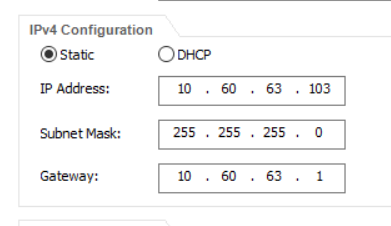 IPv4 Configuration
Static DHCP
IP Address: 10 . 60 . 63 . 103
Subnet Mask: 255 . 255 . 255 . 0
Gateway: 10 . 60 . 63 . 1